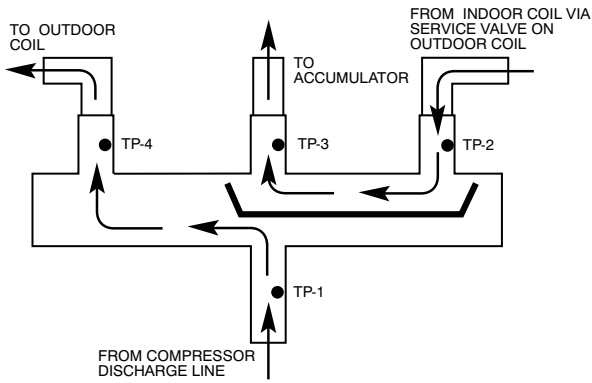 TO OUTDOOR
COIL
TO
ACCUMULATOR
FROM INDOOR COIL VIA
SERVICE VALVE ON
OUTDOOR COIL
TP-4
TP-3
TP-2
TP-1
FROM COMPRESSOR
DISCHARGE LINE